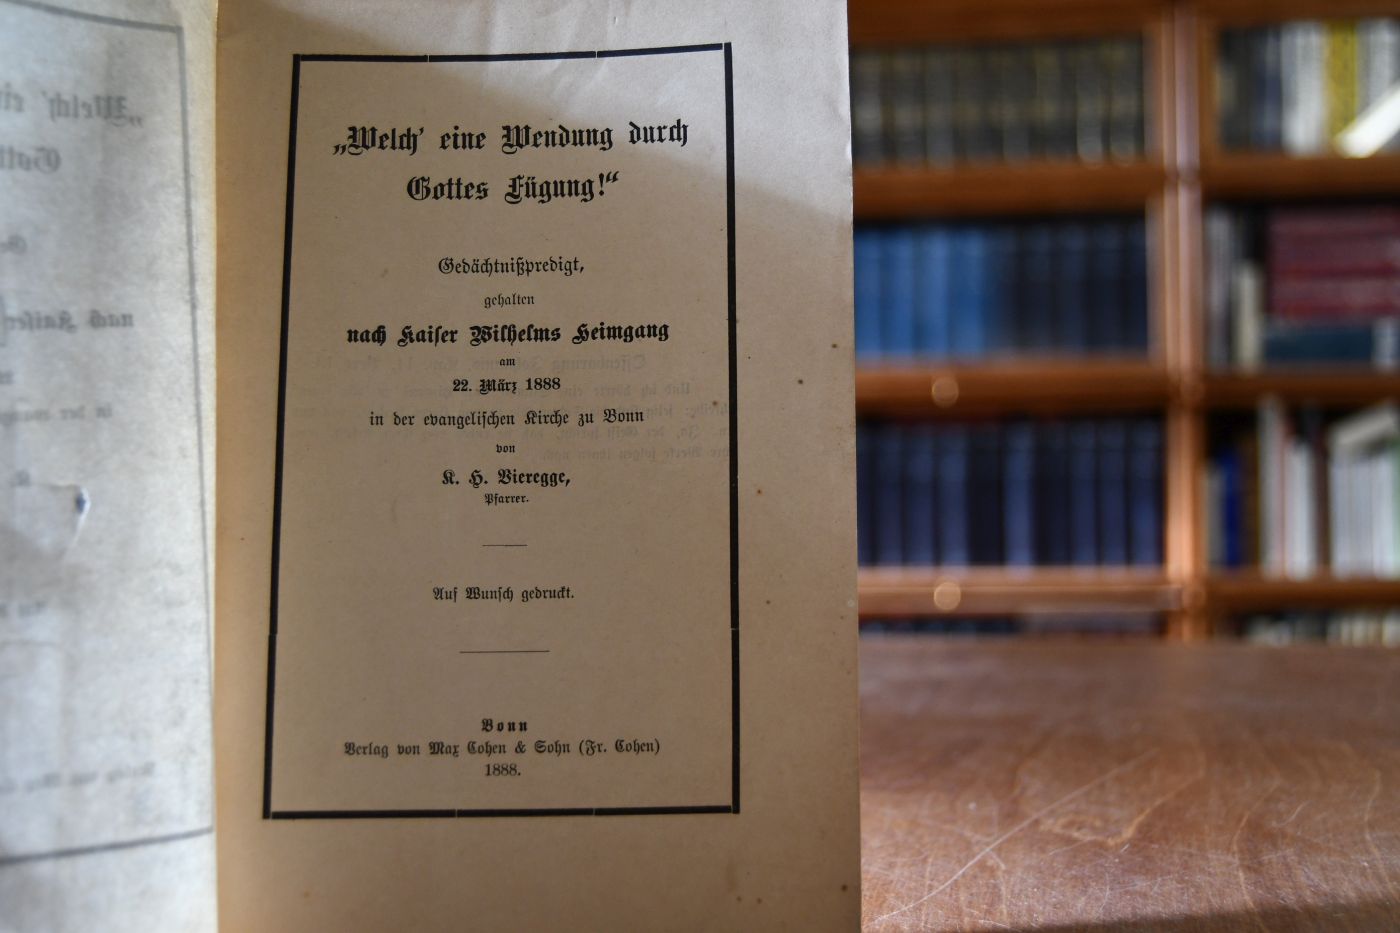 „Welch' eine Wendung durch
Gottes Fügung!“
Gedächtnißpredigt,
gehalten
nach Kaiser Wilhelms Heimgang
am
22. März 1888
in der evangelischen Kirche zu Bonn
von
K. H. Vieregge,
Pfarrer.
Auf Wunsch gedruckt.
Bonn
Verlag von Max Cohen & Sohn (Fr. Cohen)
1888.